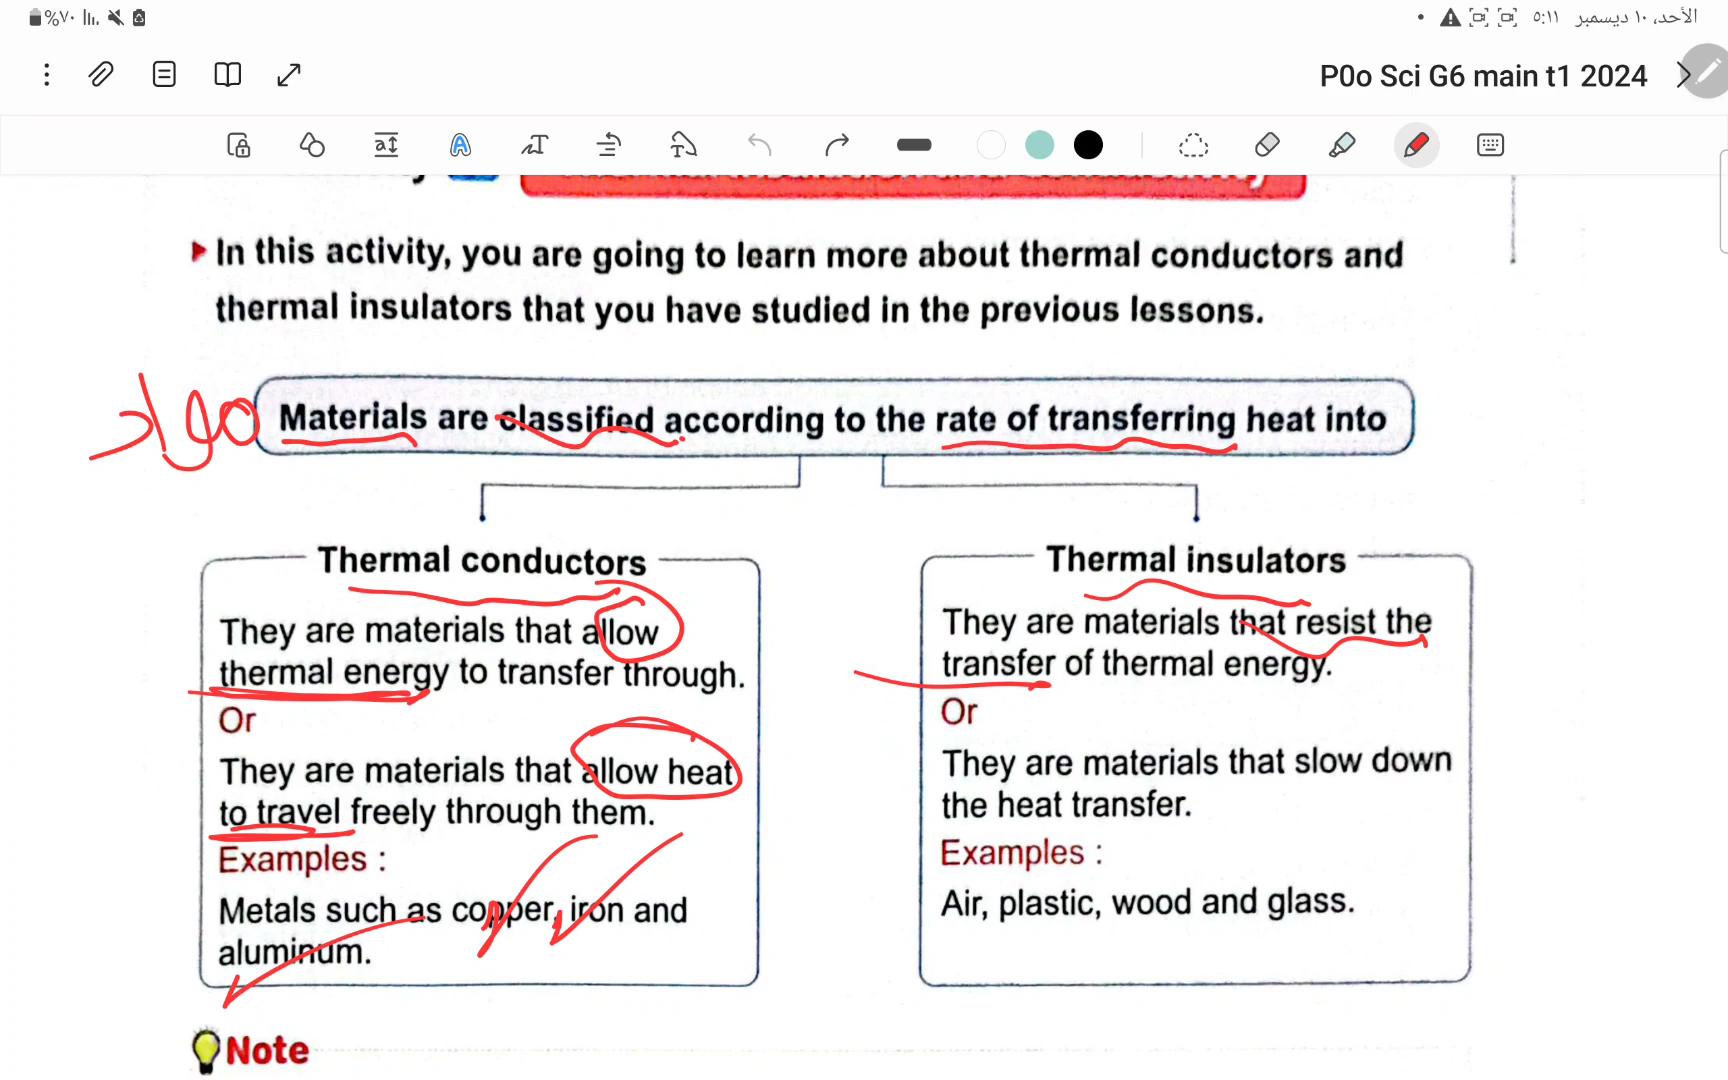 %٧٠
الأحد، ١٠ ديسمبر ٥:١١
P0o Sci G6 main t1 2024
In this activity, you are going to learn more about thermal conductors and
thermal insulators that you have studied in the previous lessons.
مواد
Materials are classified according to the rate of transferring heat into
Thermal conductors
They are materials that allow
thermal energy to transfer through.
Or
They are materials that allow heat
to travel freely through them.
Examples :
Metals such as copper, iron and
aluminum.
Thermal insulators
They are materials that resist the
transfer of thermal energy.
Or
They are materials that slow down
the heat transfer.
Examples :
Air, plastic, wood and glass.
Note